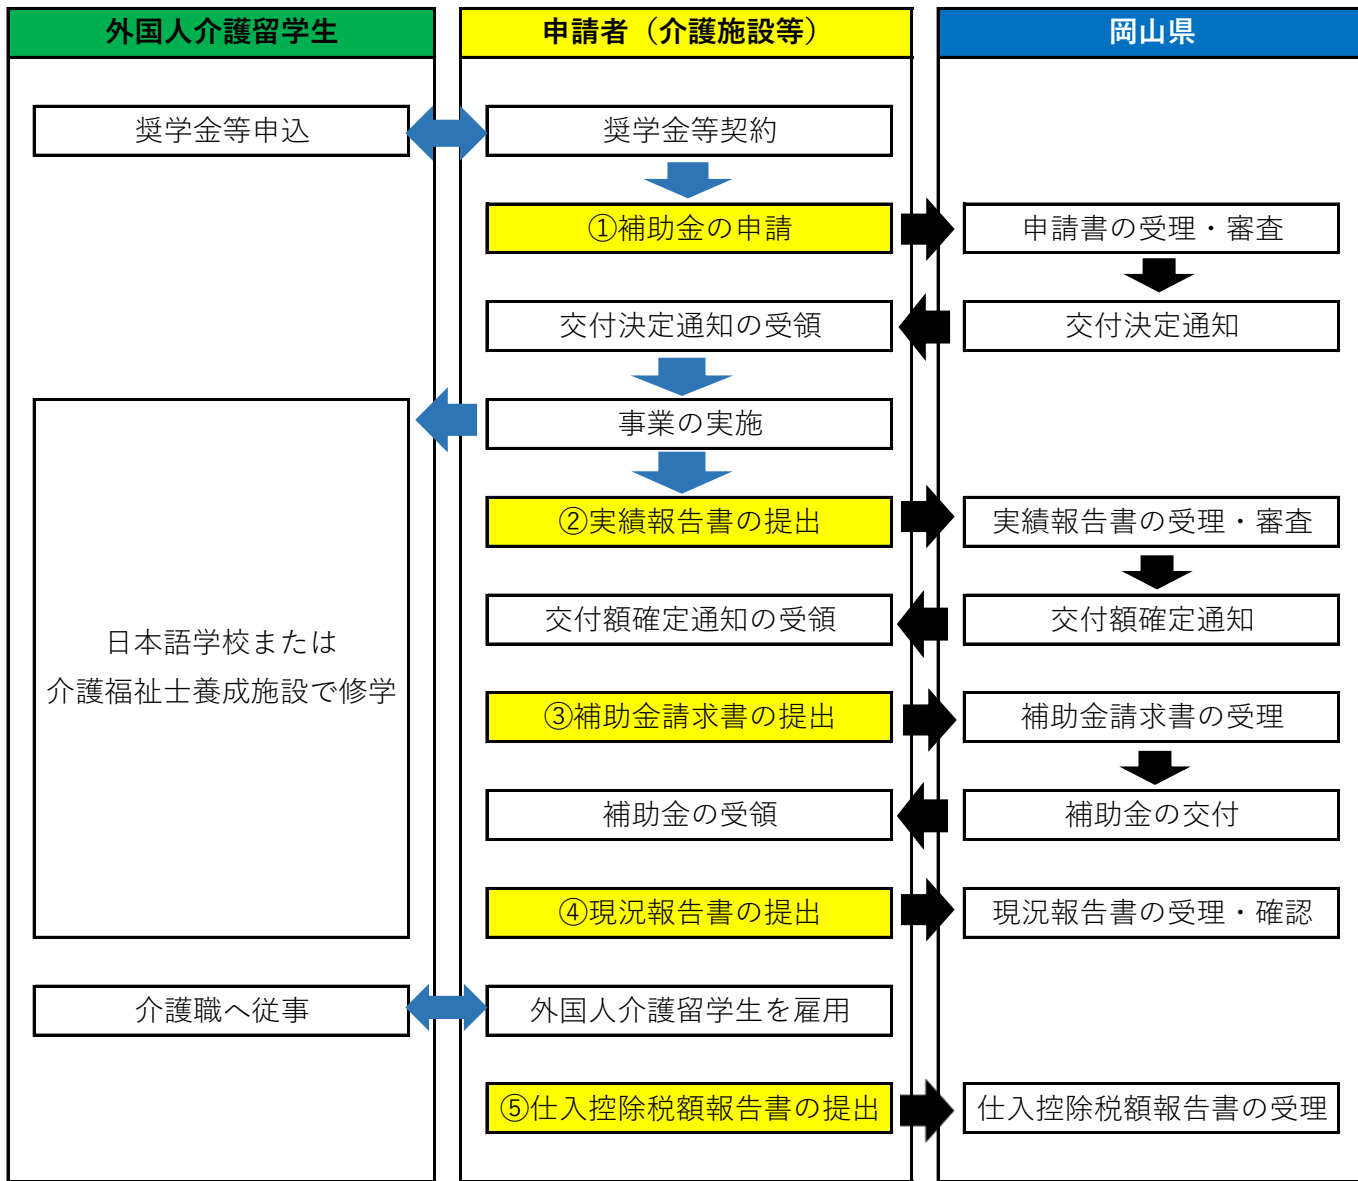 外国人介護留学生
申請者（介護施設等）
岡山県
奨学金等申込
奨学金等契約
①補助金の申請
申請書の受理・審査
交付決定通知の受領
交付決定通知
事業の実施
②実績報告書の提出
実績報告書の受理・審査
交付額確定通知の受領
交付額確定通知
日本語学校または
介護福祉士養成施設で修学
③補助金請求書の提出
補助金請求書の受理
補助金の受領
補助金の交付
④現況報告書の提出
現況報告書の受理・確認
介護職へ従事
外国人介護留学生を雇用
⑤仕入控除税額報告書の提出
仕入控除税額報告書の受理